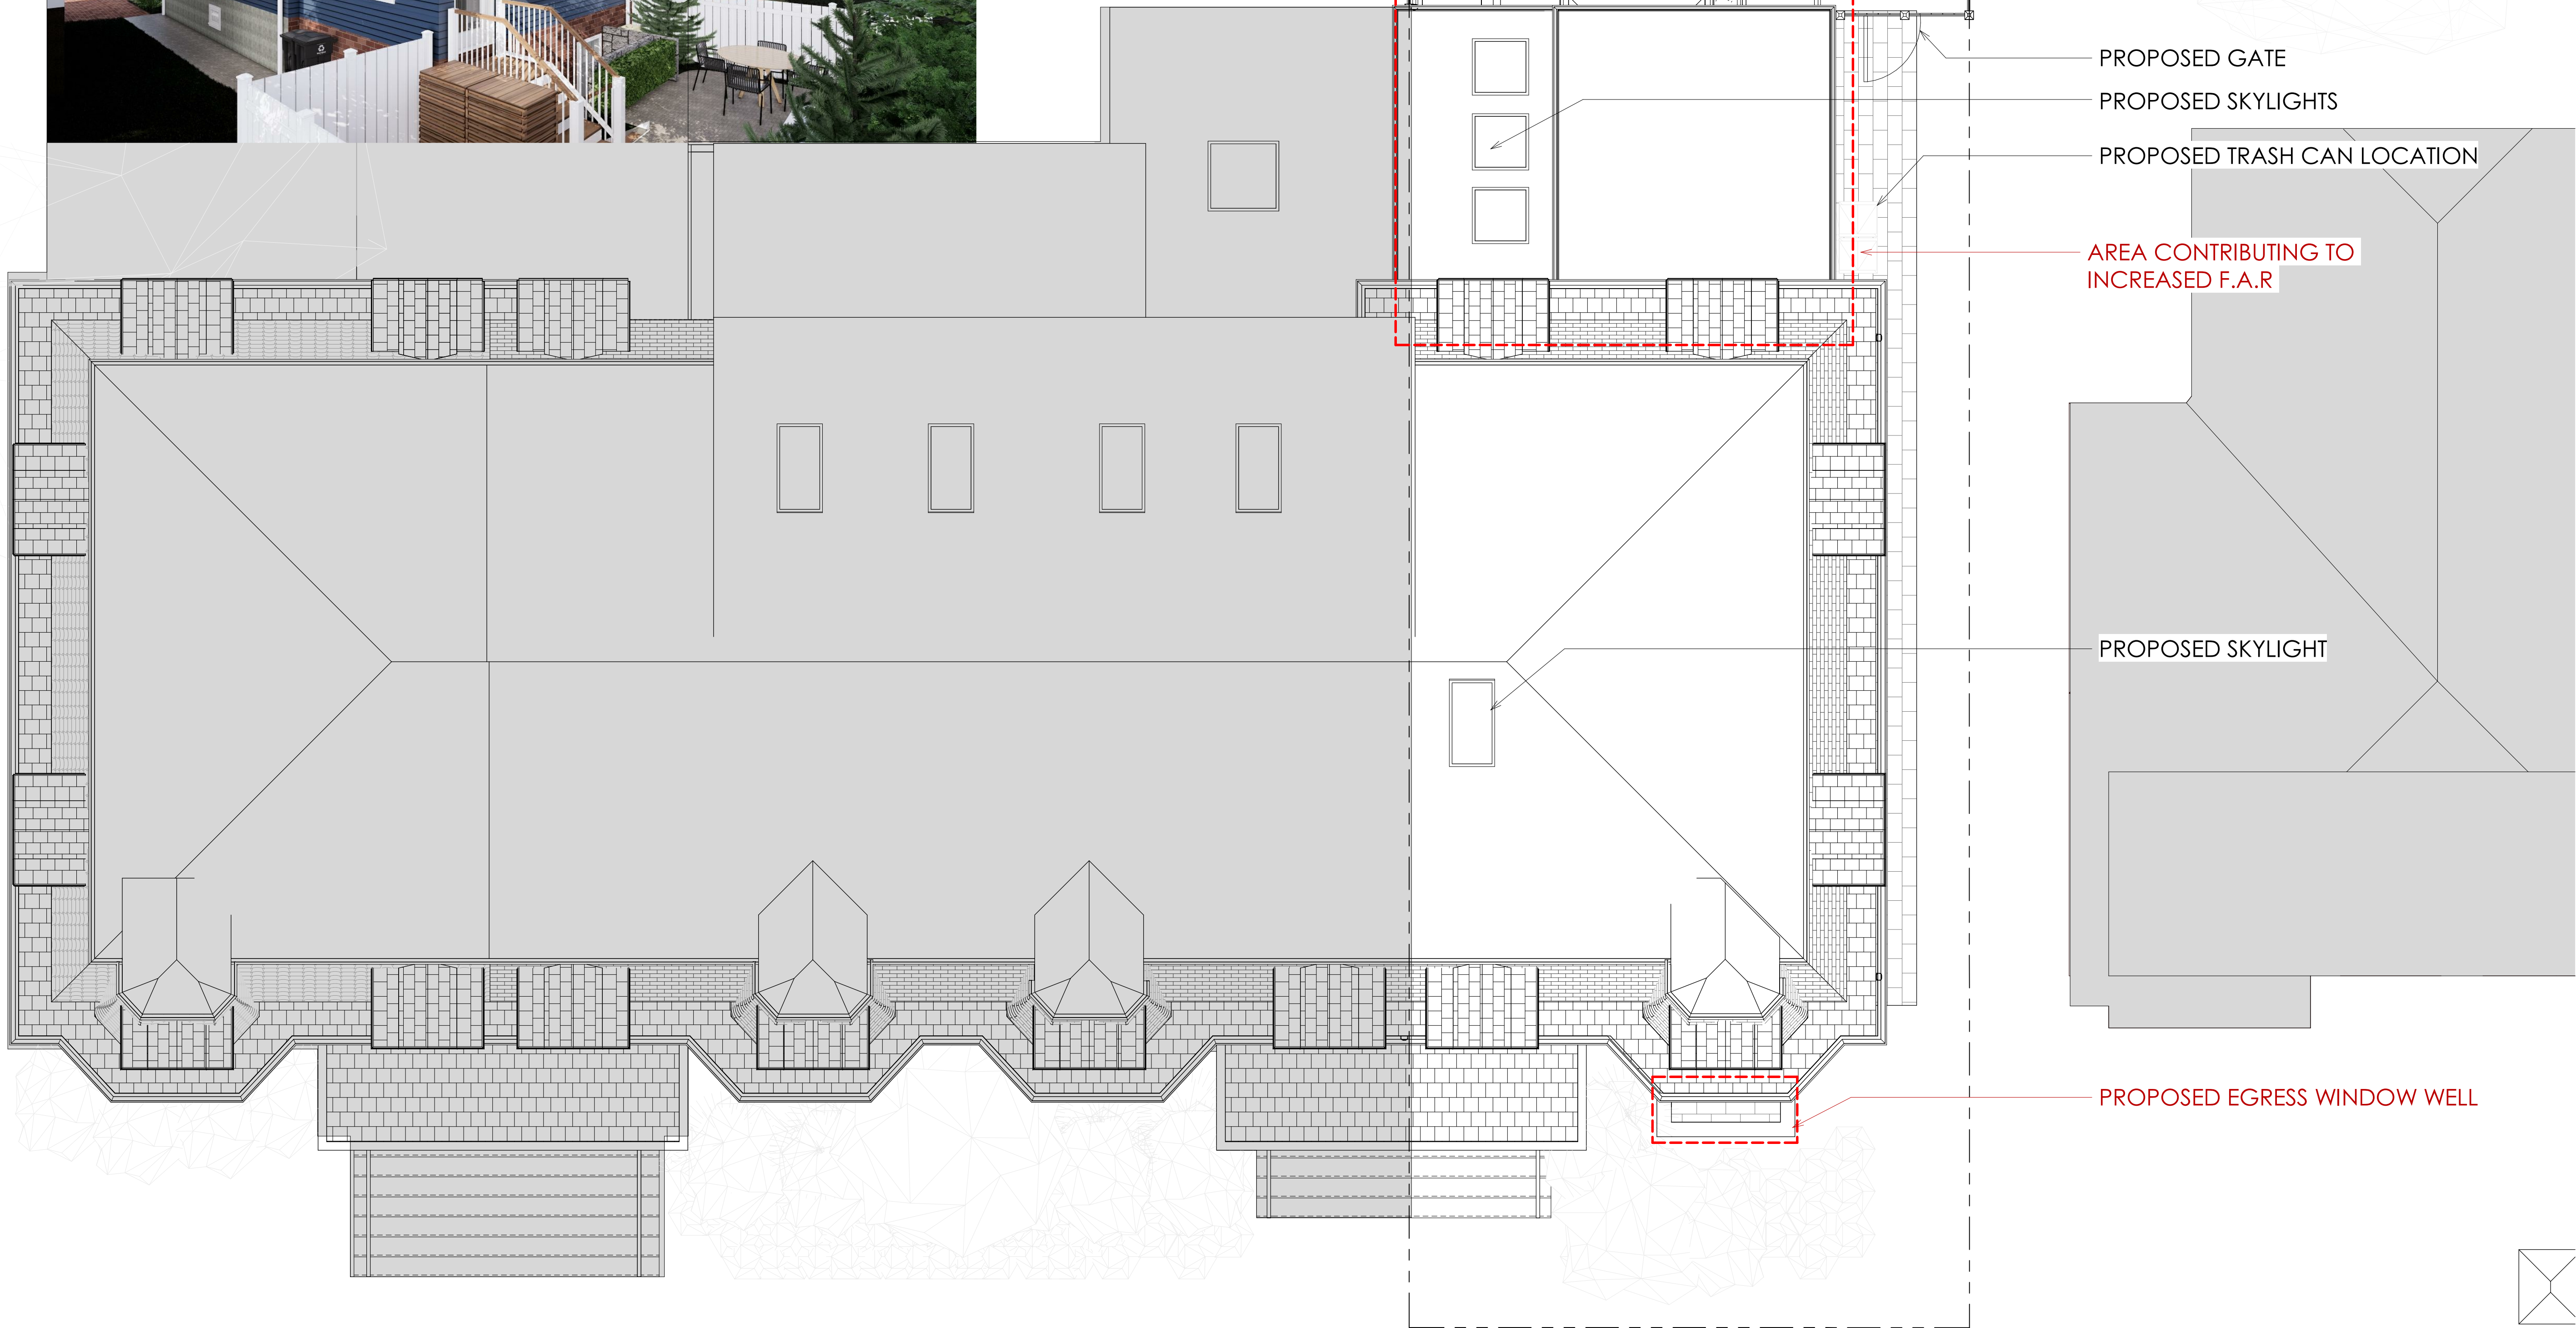 PROPOSED GATE
PROPOSED SKYLIGHTS
PROPOSED TRASH CAN LOCATION
AREA CONTRIBUTING TO
INCREASED F.A.R
PROPOSED SKYLIGHT
PROPOSED EGRESS WINDOW WELL